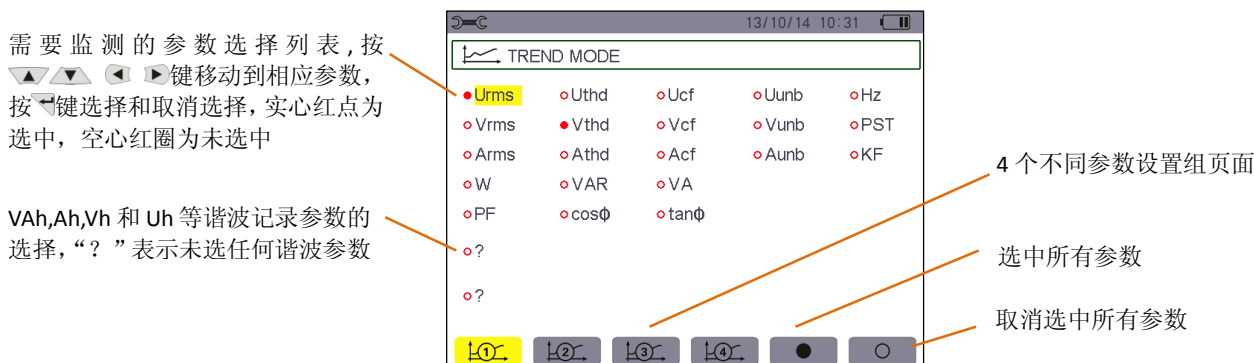 需要监测的参数选择列表,按
键移动到相应参数，
按键选择和取消选择，实心红点为
选中，空心红圈为未选中
VAh,Ah,Vh 和 Uh 等谐波记录参数的
选择，“？”表示未选任何谐波参数
13/10/14 10:31
TREND MODE
Urms Uthd Ucf Uunb Hz
Vrms Vthd Vcf Vunb PST
Arms Athd Acf Aunb KF
W VAR VA
PF cosϕ tanϕ
?
?
1 2 3 4
4 个不同参数设置组页面
选中所有参数
取消选中所有参数